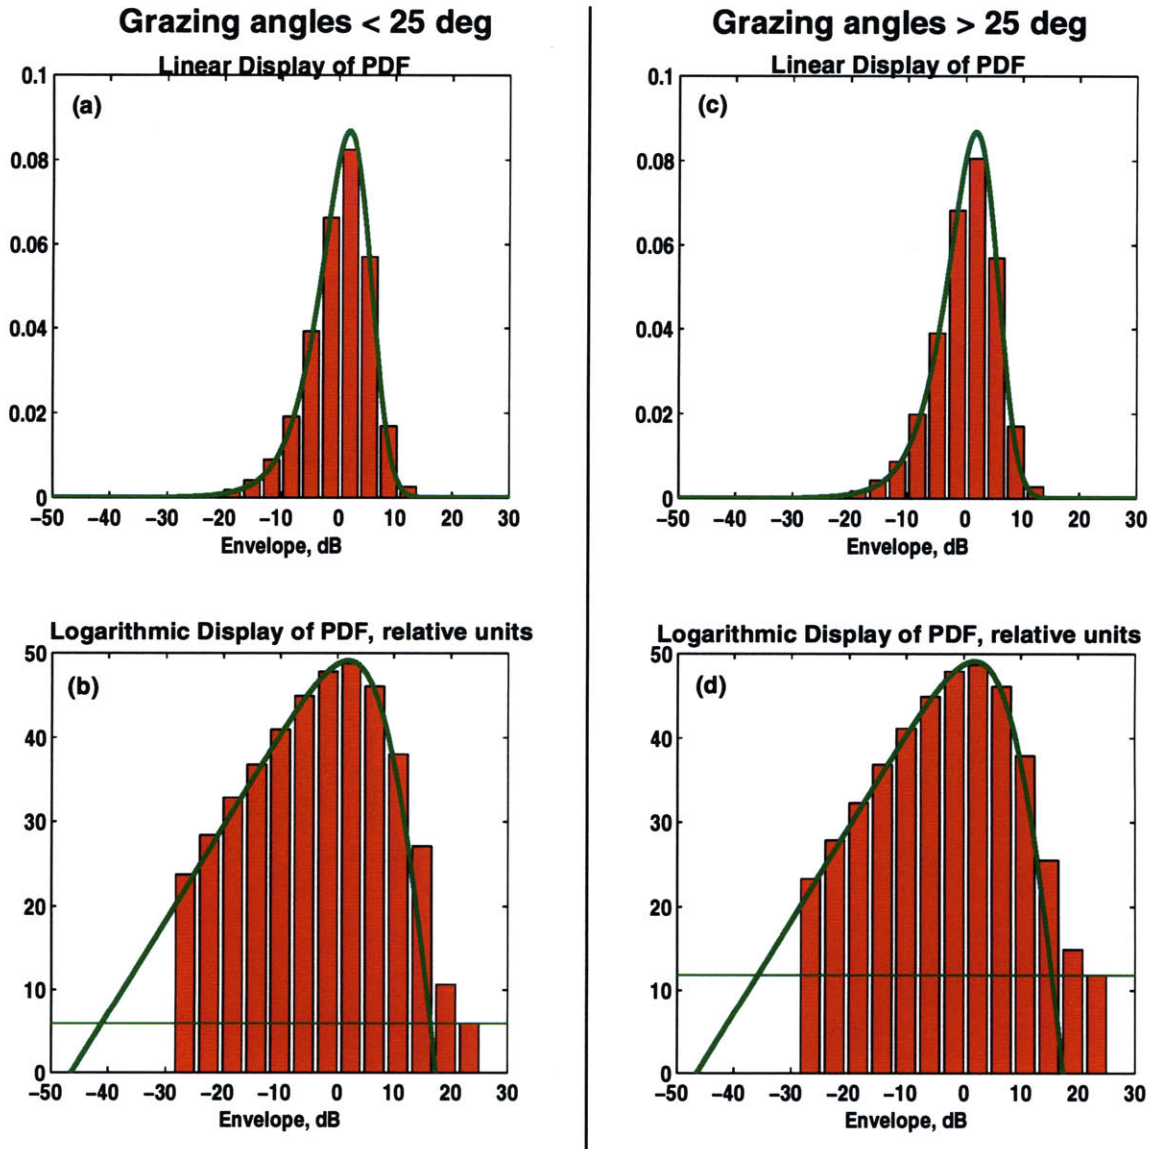 Grazing angles < 25 deg
Linear Display of PDF
(a)
0.1
0.08
0.06
0.04
0.02
0
−50 −40 −30 −20 −10 0 10 20 30
Envelope, dB
Logarithmic Display of PDF, relative units
(b)
50
40
30
20
10
0
−50 −40 −30 −20 −10 0 10 20 30
Envelope, dB
Grazing angles > 25 deg
Linear Display of PDF
(c)
0.1
0.08
0.06
0.04
0.02
0
−50 −40 −30 −20 −10 0 10 20 30
Envelope, dB
Logarithmic Display of PDF, relative units
(d)
50
40
30
20
10
0
−50 −40 −30 −20 −10 0 10 20 30
Envelope, dB